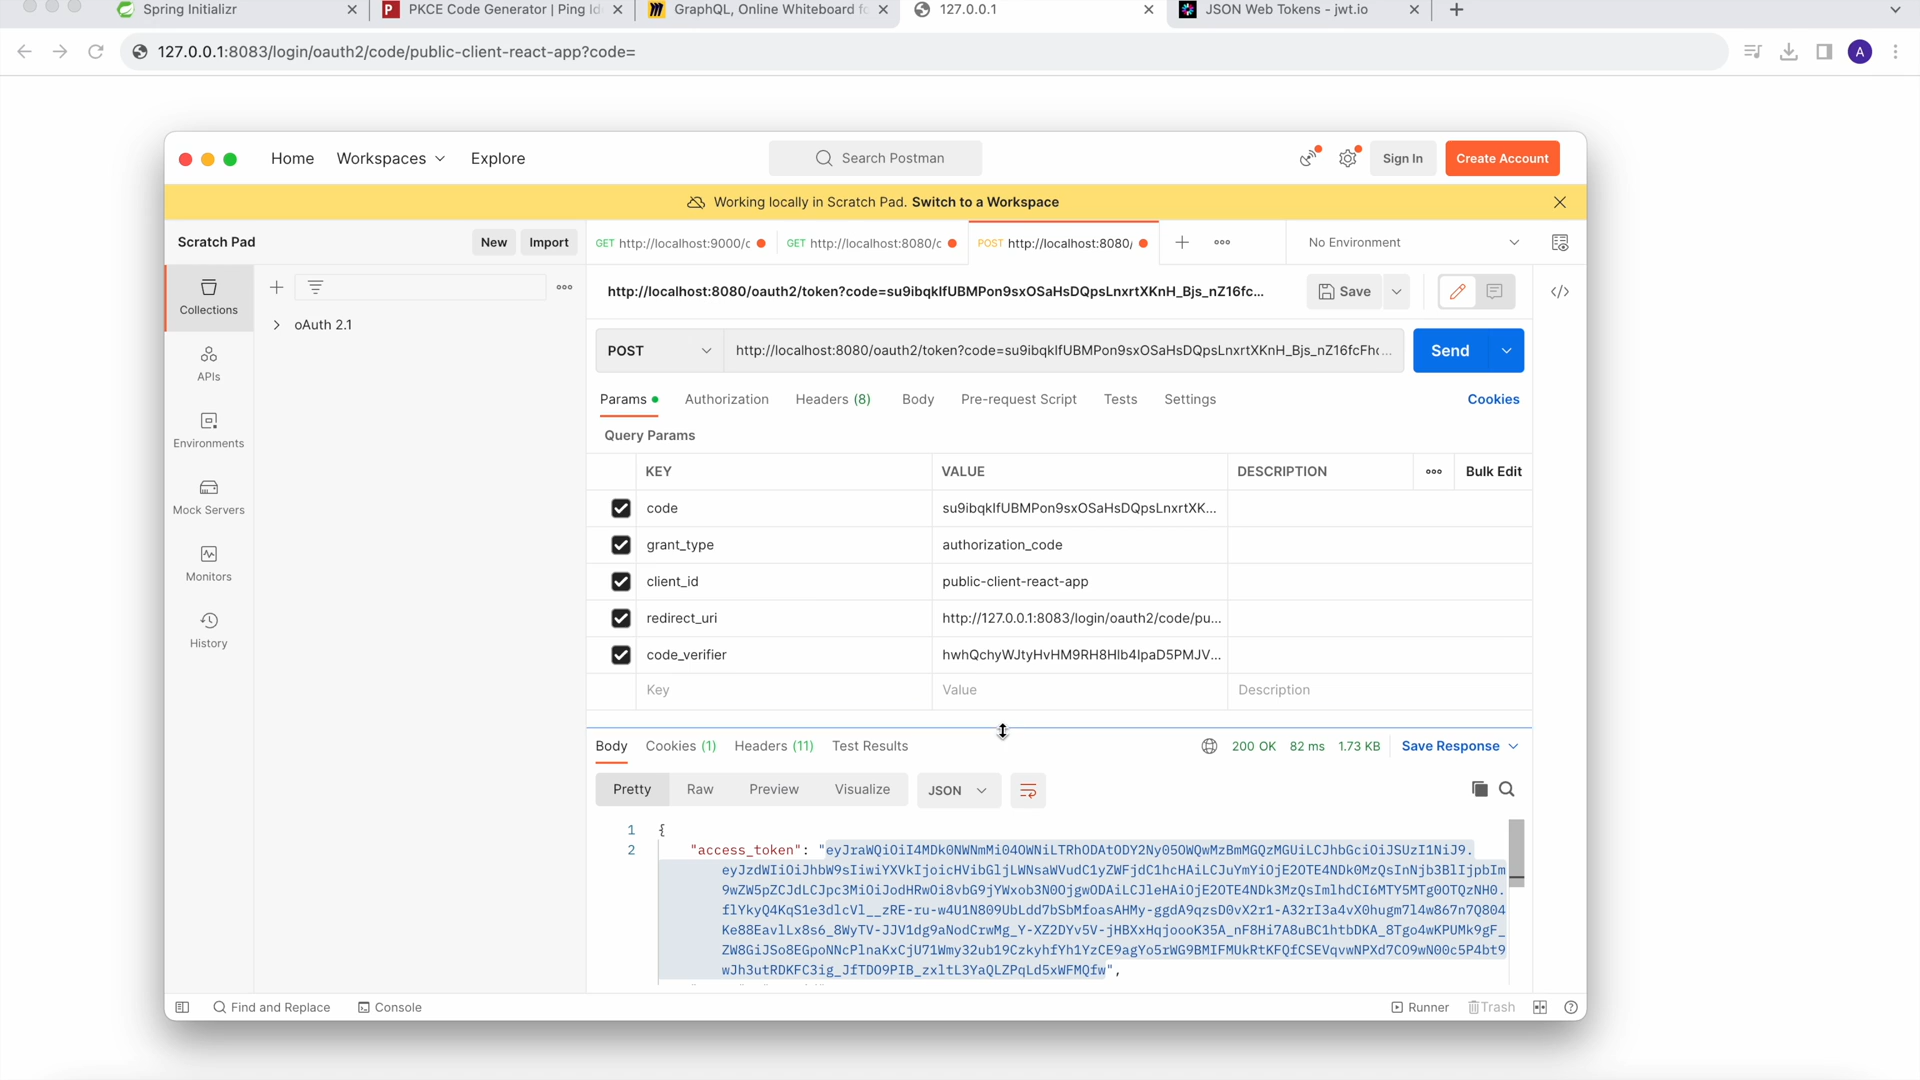 Spring Initializr
PKCE Code Generator | Ping Id
GraphQL, Online Whiteboard fo
127.0.0.1
JSON Web Tokens - jwt.io
127.0.0.1:8083/login/oauth2/code/public-client-react-app?code=
A
Home
Workspaces
Explore
Search Postman
Sign In
Create Account
Working locally in Scratch Pad. Switch to a Workspace
Scratch Pad
New
Import
GET http://localhost:9000/c
GET http://localhost:8080/c
POST http://localhost:8080/
No Environment
Collections
APIs
Environments
Mock Servers
Monitors
History
oAuth 2.1
http://localhost:8080/oauth2/token?code=su9ibqkIfUBMPon9sxOSaHsDQpsLnxrtXKnH_Bjs_nZ16fc...
Save
POST
http://localhost:8080/oauth2/token?code=su9ibqkIfUBMPon9sxOSaHsDQpsLnxrtXKnH_Bjs_nZ16fcFhc...
Send
Params
Authorization
Headers (8)
Body
Pre-request Script
Tests
Settings
Cookies
Query Params
KEY
VALUE
DESCRIPTION
Bulk Edit
code
su9ibqkIfUBMPon9sxOSaHsDQpsLnxrtXK...
grant_type
authorization_code
client_id
public-client-react-app
redirect_uri
http://127.0.0.1:8083/login/oauth2/code/pu...
code_verifier
hwhQchyWJtyHvHM9RH8HIb4IpaD5PMJV...
Key
Value
Description
Body
Cookies (1)
Headers (11)
Test Results
200 OK
82 ms
1.73 KB
Save Response
Pretty
Raw
Preview
Visualize
JSON
1 {
2 "access_token": "eyJraWQiOiI4MDk0NWNmMi04OWNiLTRhODAtODY2Ny05OWQwMzBmMGQzMGUiLCJhbGciOiJSUzI1NiJ9.
eyJzdWIiOiJhbW9sIiwiYXVkIjoicHVibGljLWNsaWVudC1yZWFjdC1hcHAiLCJuYmYiOjE2OTE4NDk0MzQsInNjb3BlIjpbIm
9wZW5pZCJdLCJpc3MiOiJodHRwOi8vbG9jYWxob3N0OjgwODAiLCJleHAiOjE2OTE4NDk3MzQsImlhdCI6MTY5MTg0OTQzNH0.
flYkyQ4KqS1e3dlcVl__zRE-ru-w4U1N809UbLdd7bSbMfoasAHMy-ggdA9qzsD0vX2r1-A32rI3a4vX0hugm7l4w867n7Q804
Ke88EavlLx8s6_8WyTV-JJV1dg9aNodCrwMg_Y-XZ2DYv5V-jHBXxHqjoooK35A_nF8Hi7A8uBC1htbDKA_8Tgo4wKPUMk9gF_
ZW8GiJSo8EGpoNNcPlnaKxCjU71Wmy32ub19CzkyhfYh1YzCE9agYo5rWG9BMIFMUkRtKFQfCSEVqvwNPXd7CO9wN00c5P4bt9
wJh3utRDKFC3ig_JfTDO9PIB_zxltL3YaQLZPqLd5xWFMQfw",
Find and Replace
Console
Runner
Trash